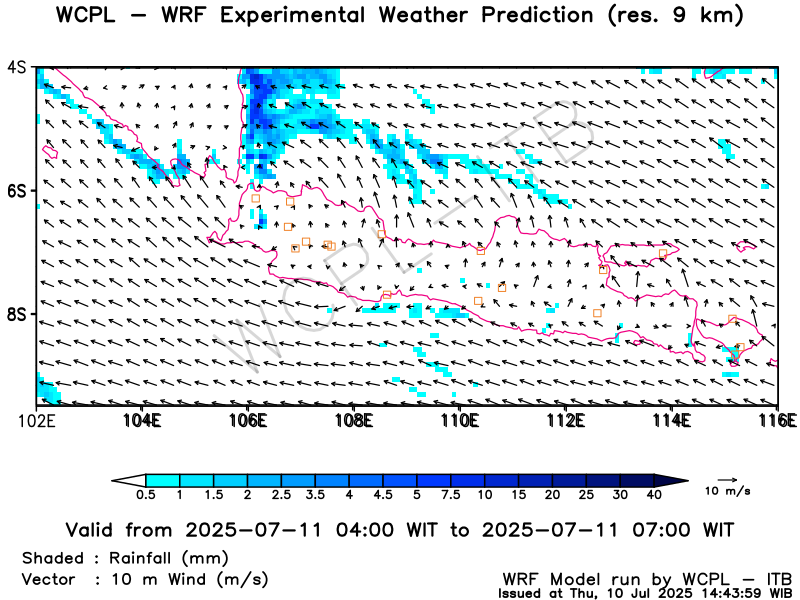 WCPL – WRF Experimental Weather Prediction (res. 9 km)
4S
6S
8S
WCPL-ITB
102E 104E 106E 108E 110E 112E 114E 116E
0.5 1 1.5 2 2.5 3.5 4 4.5 5 7.5 10 15 20 25 30 40
10 m/s
Valid from 2025-07-11 04:00 WIT to 2025-07-11 07:00 WIT
Shaded : Rainfall (mm)
Vector : 10 m Wind (m/s)
WRF Model run by WCPL – ITB
Issued at Thu, 10 Jul 2025 14:43:59 WIB